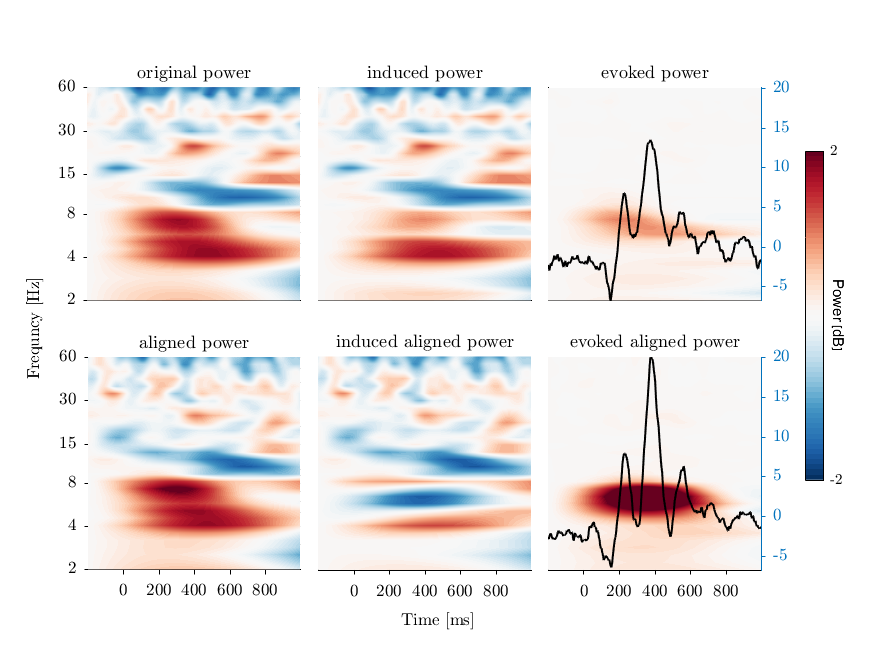 original power
induced power
evoked power
60
30
15
8
4
2
20
15
10
5
0
-5
2
-2
Power [dB]
Frequncy [Hz]
aligned power
induced aligned power
evoked aligned power
60
30
15
8
4
2
20
15
10
5
0
-5
0 200 400 600 800
0 200 400 600 800
0 200 400 600 800
Time [ms]